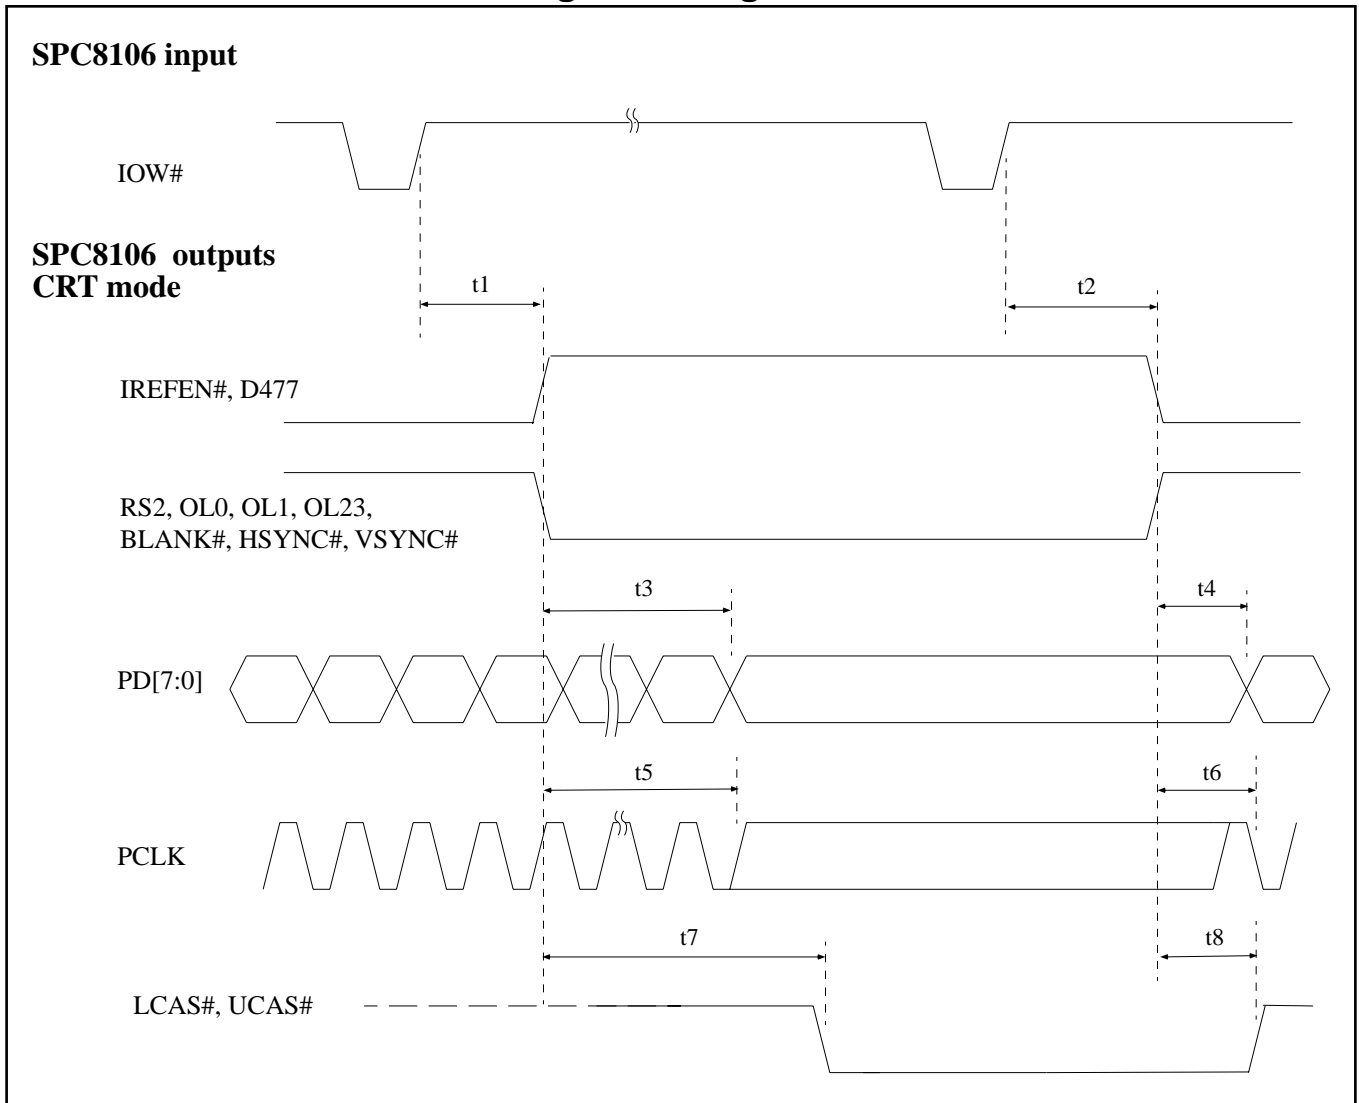 SPC8106 input
IOW#
SPC8106 outputs
CRT mode
t1
t2
IREFEN#, D477
RS2, OL0, OL1, OL23,
BLANK#, HSYNC#, VSYNC#
t3
t4
PD[7:0]
t5
t6
PCLK
t7
t8
LCAS#, UCAS#